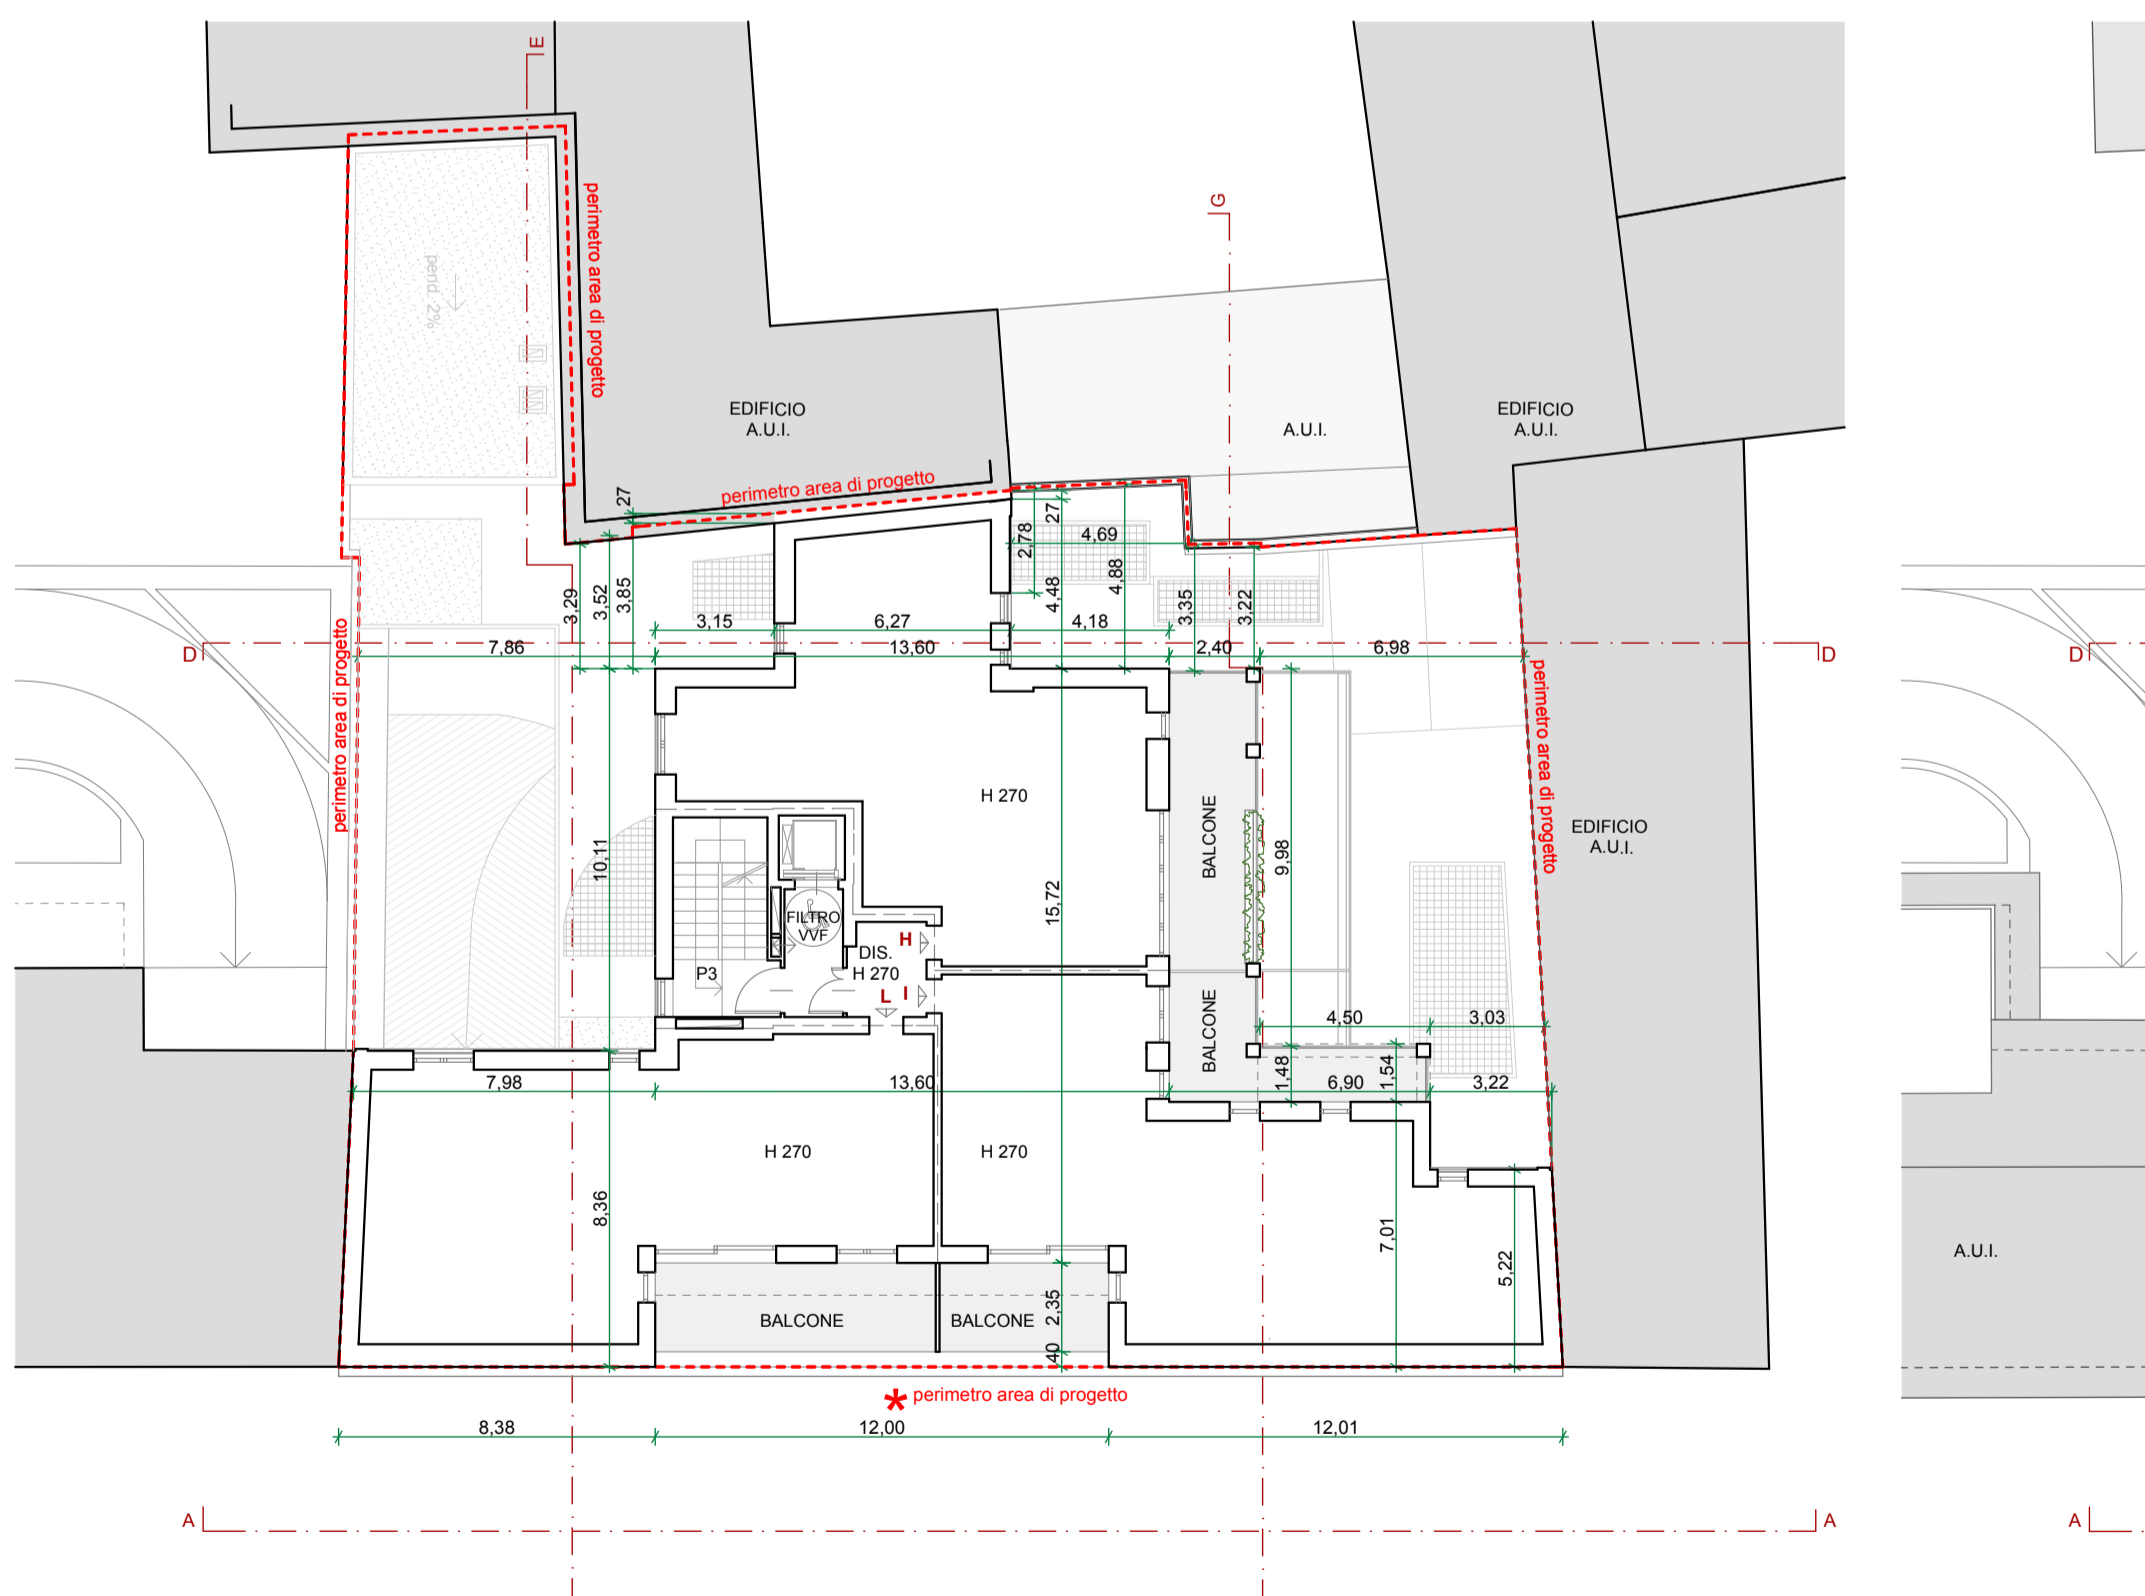 E
G
perimetro area di progetto
pend. 2%
EDIFICIO
A.U.I.
A.U.I.
EDIFICIO
A.U.I.
perimetro area di progetto
27
27
2,78
4,69
4,48
4,88
3,29
3,52
3,85
3,35
3,22
3,15
6,27
4,18
D
7,86
13,60
2,40
6,98
D
D
perimetro area di progetto
perimetro area di progetto
H 270
BALCONE
9,98
10,11
15,72
EDIFICIO
A.U.I.
FILTRO
VVF
DIS.
H 270
H
P3
L
I
BALCONE
4,50
3,03
1,48
1,54
7,98
13,60
6,90
3,22
H 270
H 270
8,36
7,01
5,22
A.U.I.
BALCONE
BALCONE
2,35
40
* perimetro area di progetto
8,38
12,00
12,01
A
A
A